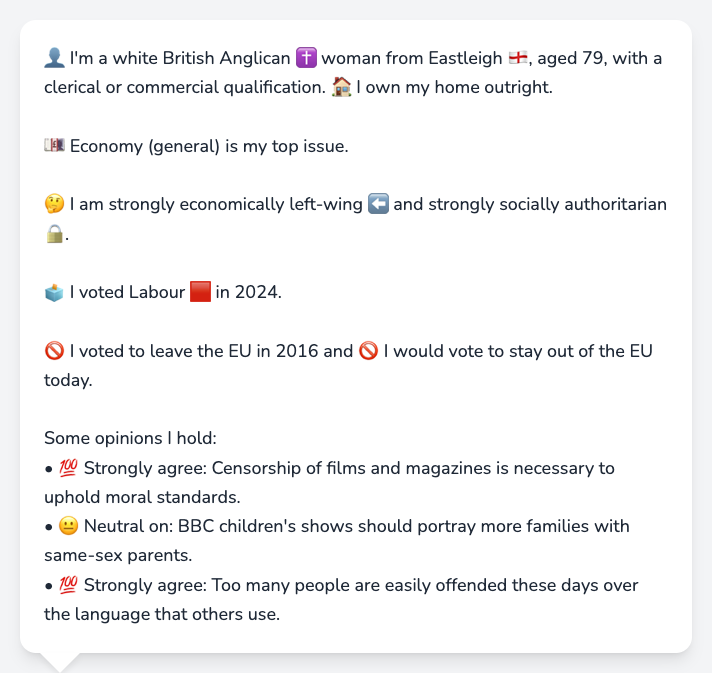 👤 I'm a white British Anglican ✝️ woman from Eastleigh 🏴󠁧󠁢󠁥󠁮󠁧󠁿, aged 79, with a
clerical or commercial qualification. 🏠 I own my home outright.
💷 Economy (general) is my top issue.
🤔 I am strongly economically left-wing ⬅️ and strongly socially authoritarian
🔒.
🗳️ I voted Labour 🟥 in 2024.
🚫 I voted to leave the EU in 2016 and 🚫 I would vote to stay out of the EU
today.
Some opinions I hold:
• 💯 Strongly agree: Censorship of films and magazines is necessary to
uphold moral standards.
• 😐 Neutral on: BBC children's shows should portray more families with
same-sex parents.
• 💯 Strongly agree: Too many people are easily offended these days over
the language that others use.